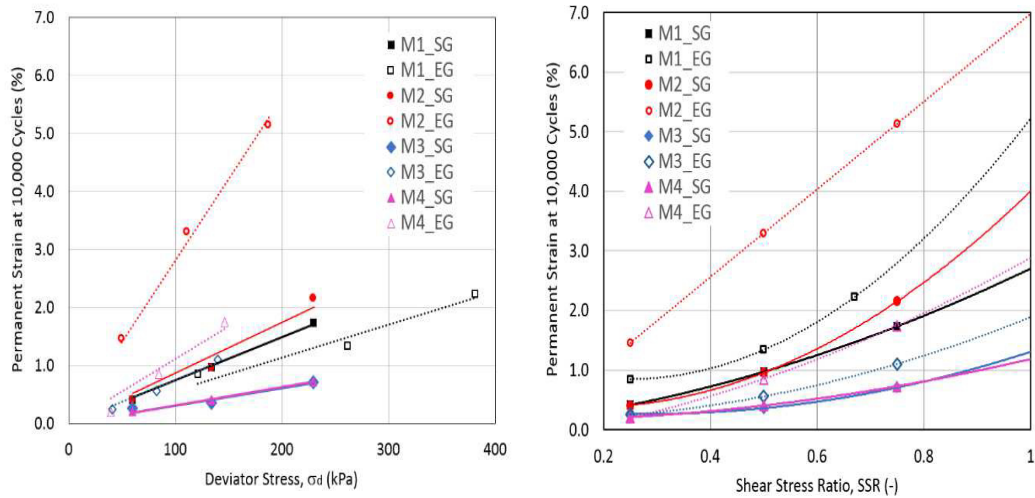 7.0
6.0
5.0
4.0
3.0
2.0
1.0
0.0
Permanent Strain at 10,000 Cycles (%)
M1_SG
M1_EG
M2_SG
M2_EG
M3_SG
M3_EG
M4_SG
M4_EG
0 100 200 300 400
Deviator Stress, σd (kPa)
7.0
6.0
5.0
4.0
3.0
2.0
1.0
0.0
Permanent Strain at 10,000 Cycles (%)
M1_SG
M1_EG
M2_SG
M2_EG
M3_SG
M3_EG
M4_SG
M4_EG
0.2 0.4 0.6 0.8 1
Shear Stress Ratio, SSR (-)